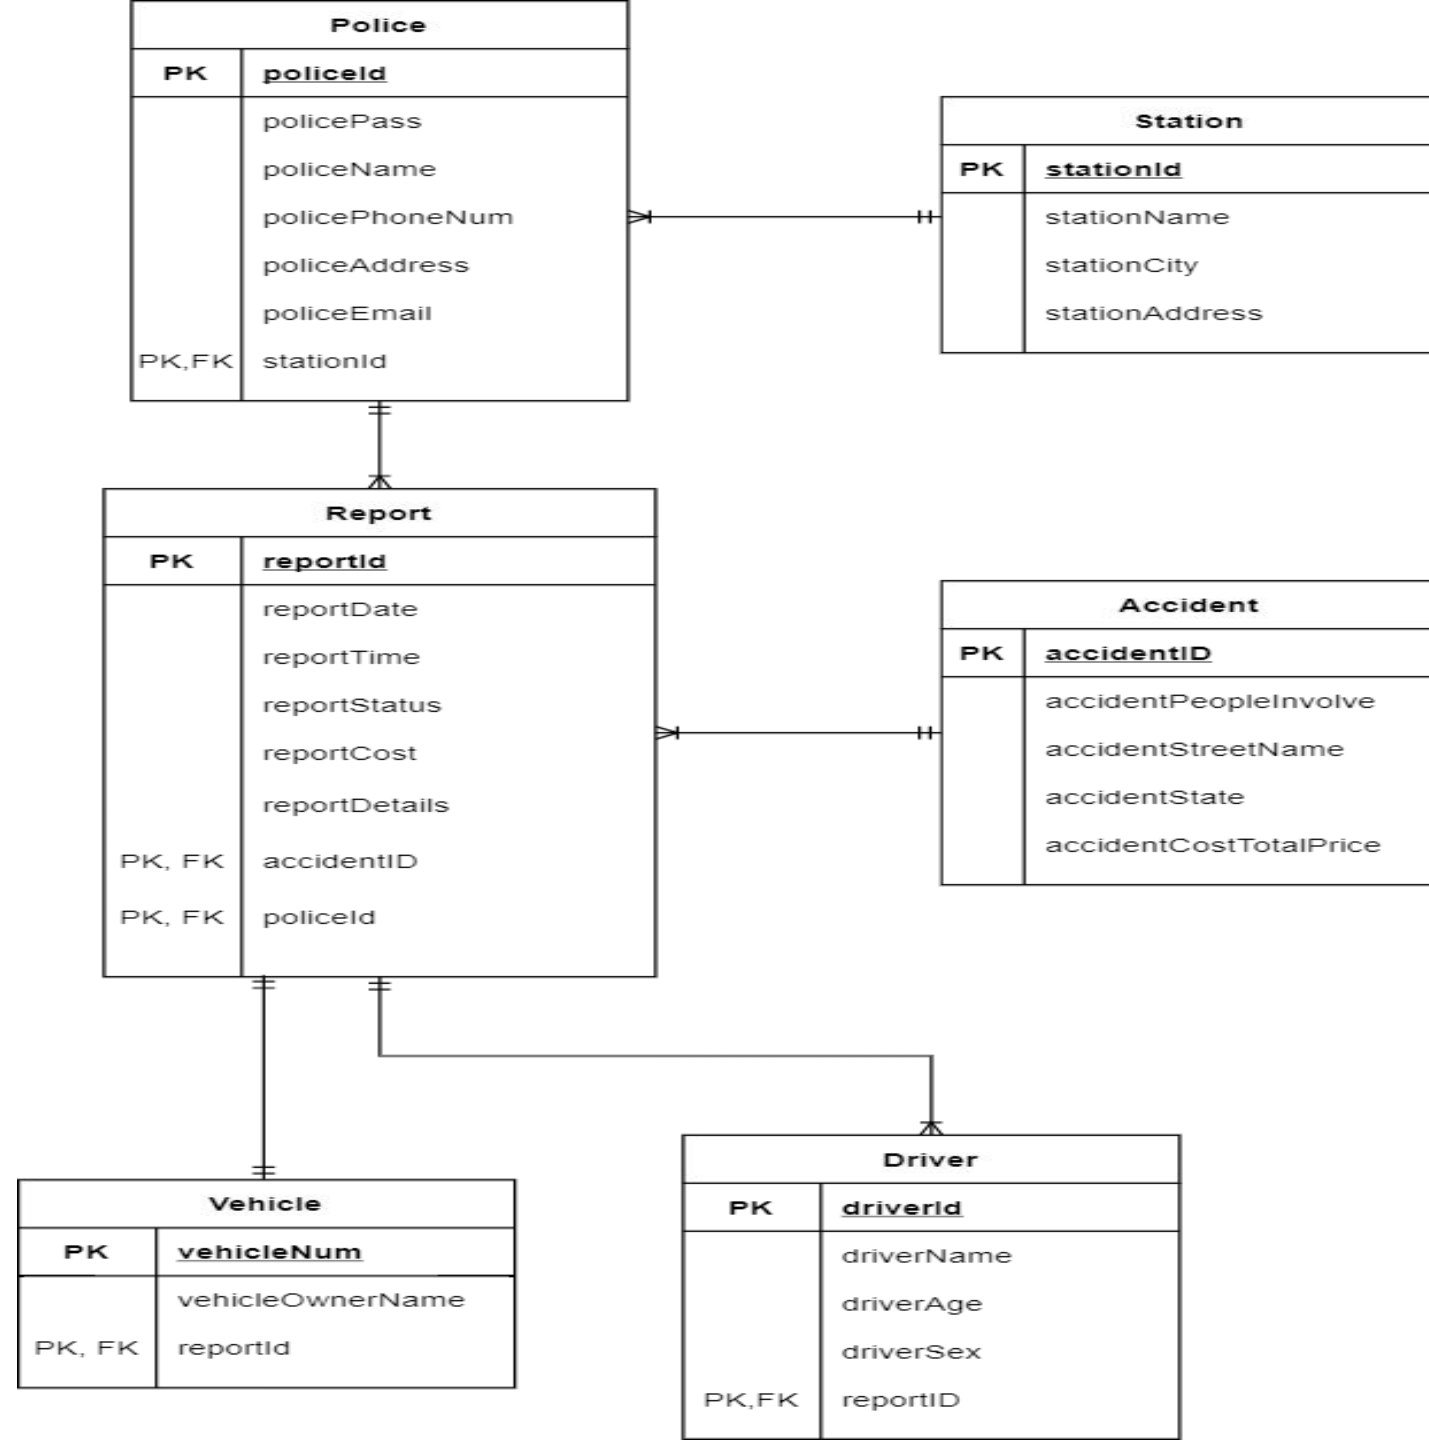 Police
PK policeId
policePass
policeName
policePhoneNum
policeAddress
policeEmail
PK,FK stationId
Station
PK stationId
stationName
stationCity
stationAddress
Report
PK reportId
reportDate
reportTime
reportStatus
reportCost
reportDetails
PK, FK accidentID
PK, FK policeId
Accident
PK accidentID
accidentPeopleInvolve
accidentStreetName
accidentState
accidentCostTotalPrice
Vehicle
PK vehicleNum
vehicleOwnerName
PK, FK reportId
Driver
PK driverId
driverName
driverAge
driverSex
PK,FK reportID